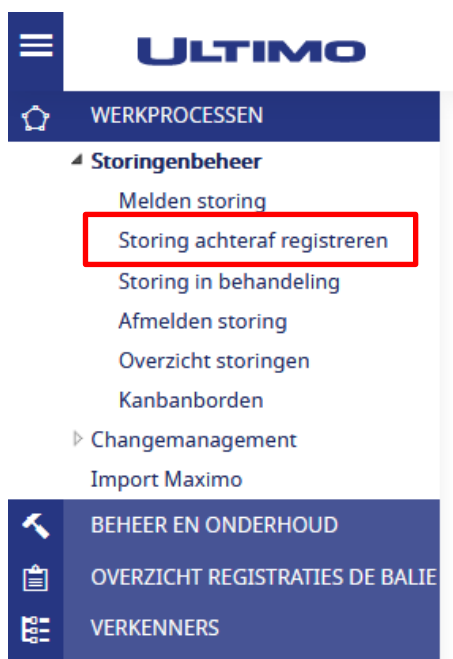 ULTIMO
WERKPROCESSEN
Storingenbeheer
Melden storing
Storing achteraf registreren
Storing in behandeling
Afmelden storing
Overzicht storingen
Kanbanborden
Changemanagement
Import Maximo
BEHEER EN ONDERHOUD
OVERZICHT REGISTRATIES DE BALIE
VERKENNERS